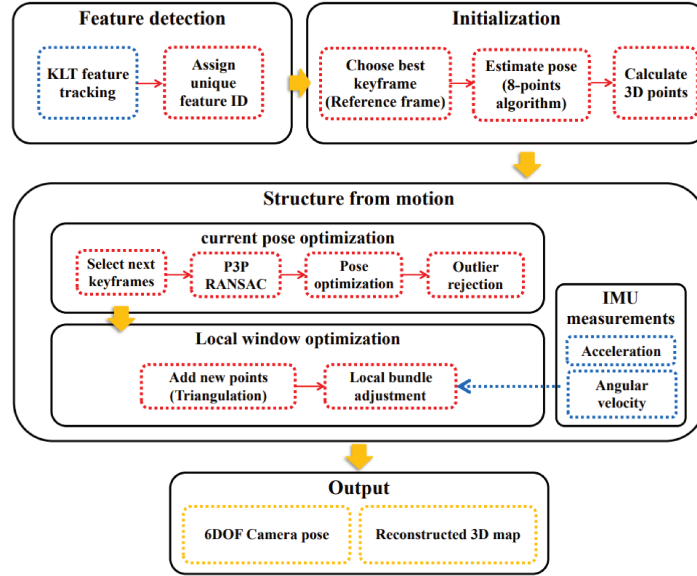 Feature detection
KLT feature
tracking
Assign
unique
feature ID
Initialization
Choose best
keyframe
(Reference frame)
Estimate pose
(8-points
algorithm)
Calculate
3D points
Structure from motion
current pose optimization
Select next
keyframes
P3P
RANSAC
Pose
optimization
Outlier
rejection
Local window optimization
Add new points
(Triangulation)
Local bundle
adjustment
IMU
measurements
Acceleration
Angular
velocity
Output
6DOF Camera pose
Reconstructed 3D map